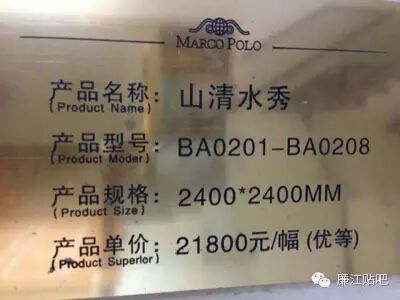 MARCO POLO
产品名称：山清水秀
(Product Name)
产品型号：BA0201-BA0208
(Product Moder)
产品规格：2400*2400MM
(Product Size)
产品单价：21800元/幅 (优等)
(Product Superlor)
廉江贴吧